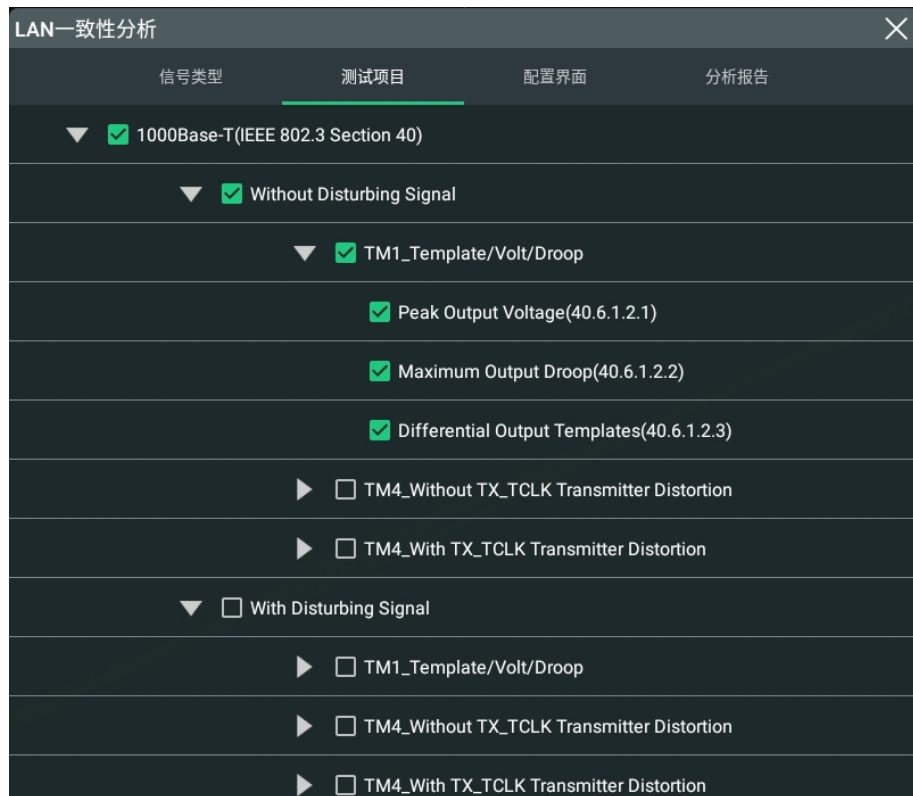 LAN一致性分析
信号类型 测试项目 配置界面 分析报告
1000Base-T(IEEE 802.3 Section 40)
Without Disturbing Signal
TM1_Template/Volt/Droop
Peak Output Voltage(40.6.1.2.1)
Maximum Output Droop(40.6.1.2.2)
Differential Output Templates(40.6.1.2.3)
TM4_Without TX_TCLK Transmitter Distortion
TM4_With TX_TCLK Transmitter Distortion
With Disturbing Signal
TM1_Template/Volt/Droop
TM4_Without TX_TCLK Transmitter Distortion
TM4_With TX_TCLK Transmitter Distortion